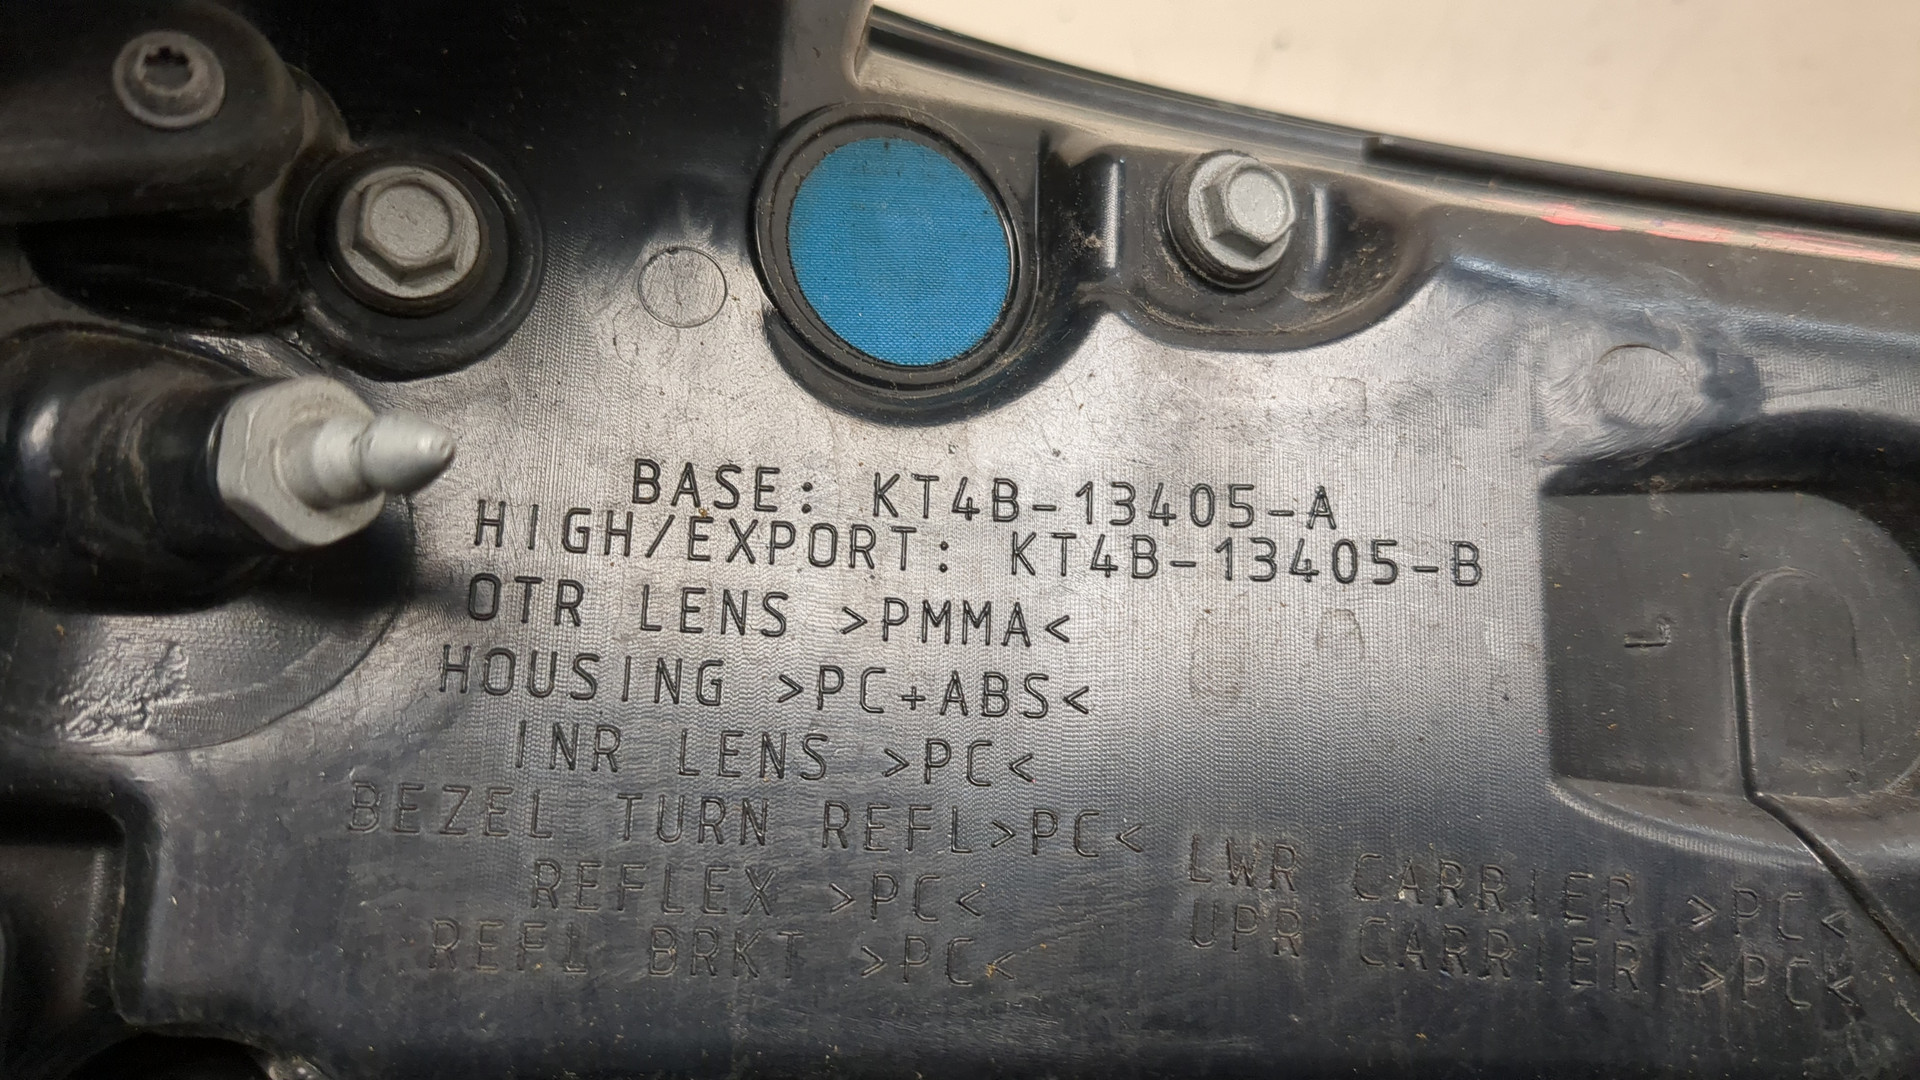 BASE: KT4B-13405-A
HIGH/EXPORT: KT4B-13405-B
OTR LENS >PMMA<
HOUSING >PC+ABS<
INR LENS >PC<
BEZEL TURN REFL>PC<
REFLEX >PC<
REFL BRKT >PC<
LWR CARRIER >PC<
UPR CARRIER >PC<
L